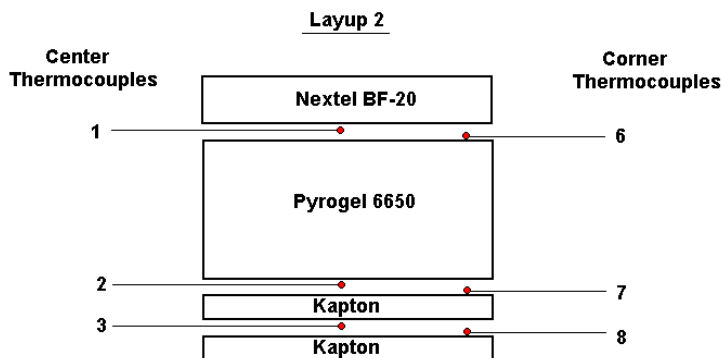 Layup 2
Center
Thermocouples
Corner
Thermocouples
Nextel BF-20
1
6
Pyrogel 6650
2
7
Kapton
3
8
Kapton